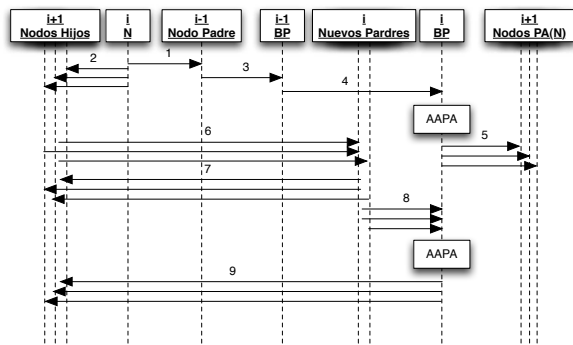 i+1
Nodos Hijos
i
N
i-1
Nodo Padre
i-1
BP
i
Nuevos Pardres
i
BP
i+1
Nodos PA(N)
1
2
3
4
AAPA
5
6
7
8
AAPA
9